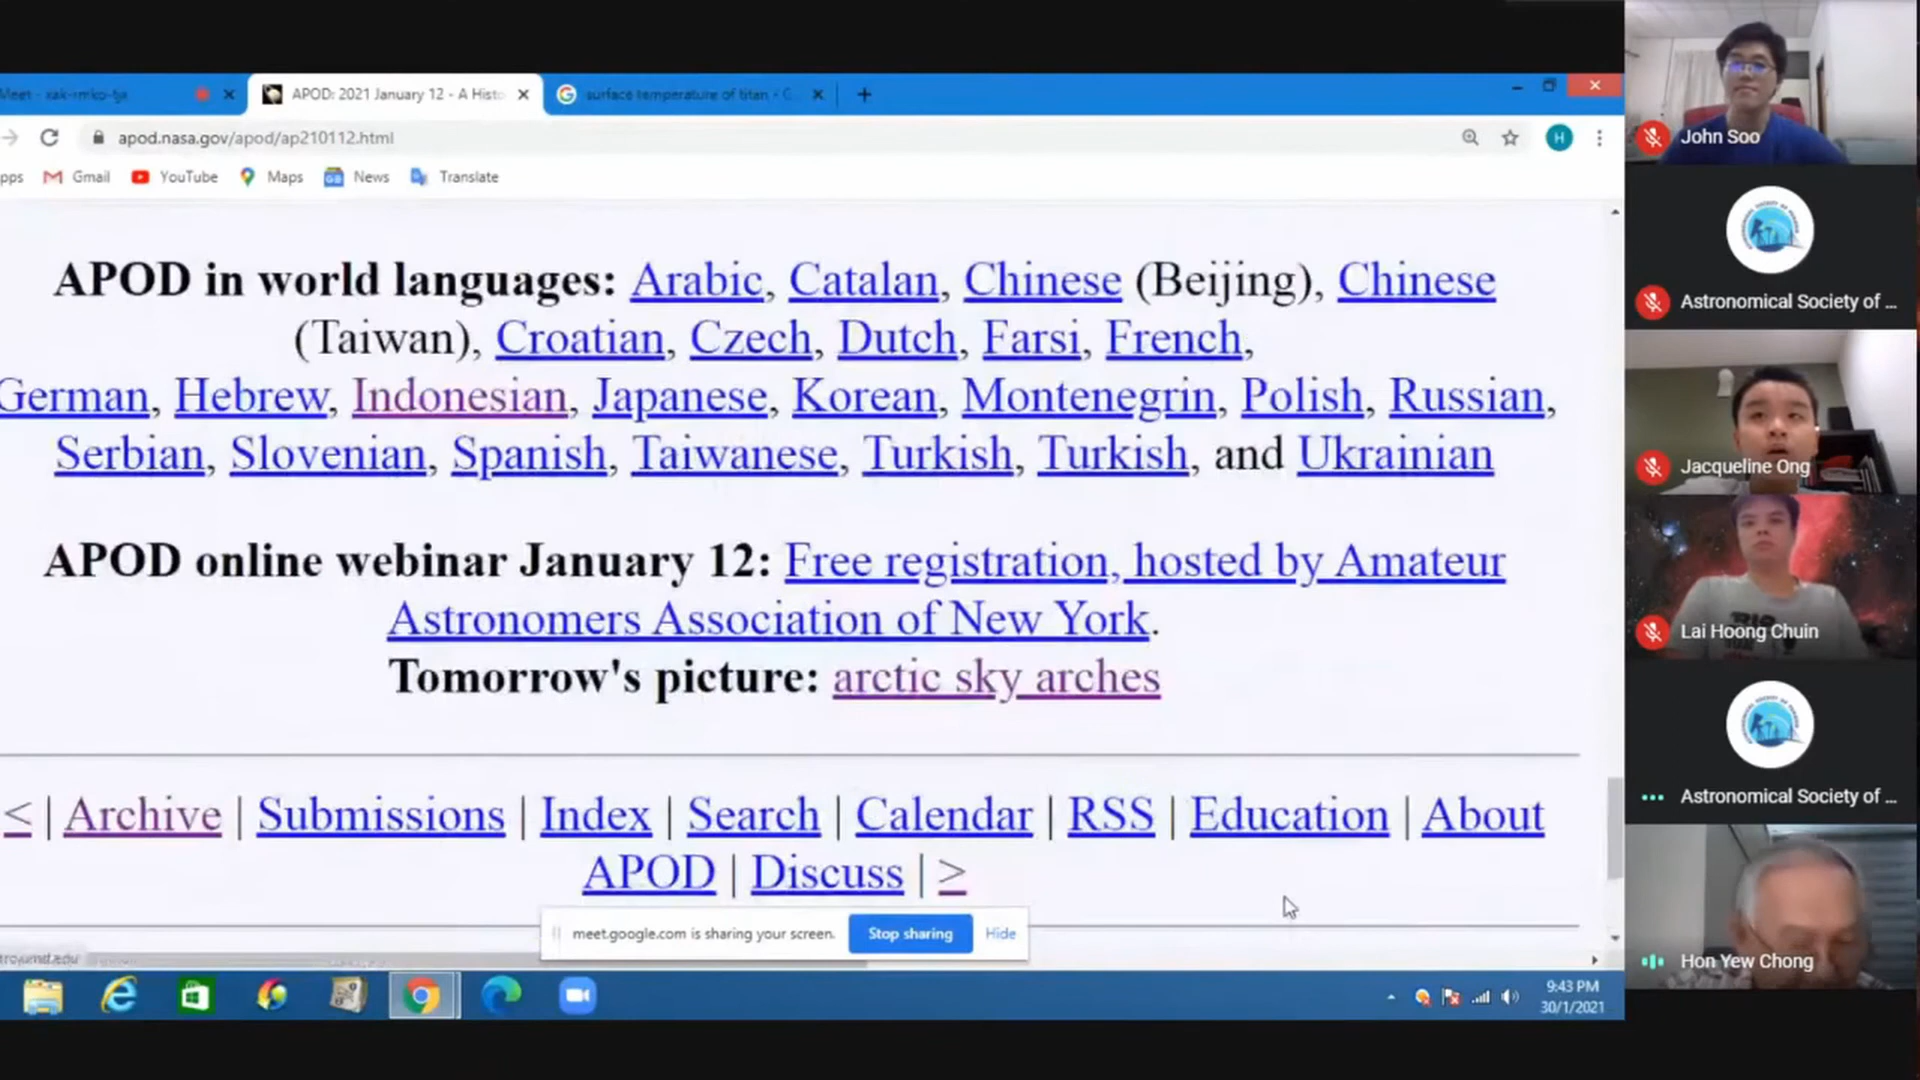 Meet - xak-rmko-tja
APOD: 2021 January 12 - A Histo
surface temperature of titan - G
apod.nasa.gov/apod/ap210112.html
H
pps Gmail YouTube Maps News Translate
APOD in world languages: Arabic, Catalan, Chinese (Beijing), Chinese
(Taiwan), Croatian, Czech, Dutch, Farsi, French,
German, Hebrew, Indonesian, Japanese, Korean, Montenegrin, Polish, Russian,
Serbian, Slovenian, Spanish, Taiwanese, Turkish, Turkish, and Ukrainian
APOD online webinar January 12: Free registration, hosted by Amateur
Astronomers Association of New York.
Tomorrow's picture: arctic sky arches
< | Archive | Submissions | Index | Search | Calendar | RSS | Education | About
APOD | Discuss | >
meet.google.com is sharing your screen. Stop sharing Hide
9:43 PM
30/1/2021
John Soo
Astronomical Society of ...
Jacqueline Ong
Lai Hoong Chuin
Astronomical Society of ...
Hon Yew Chong